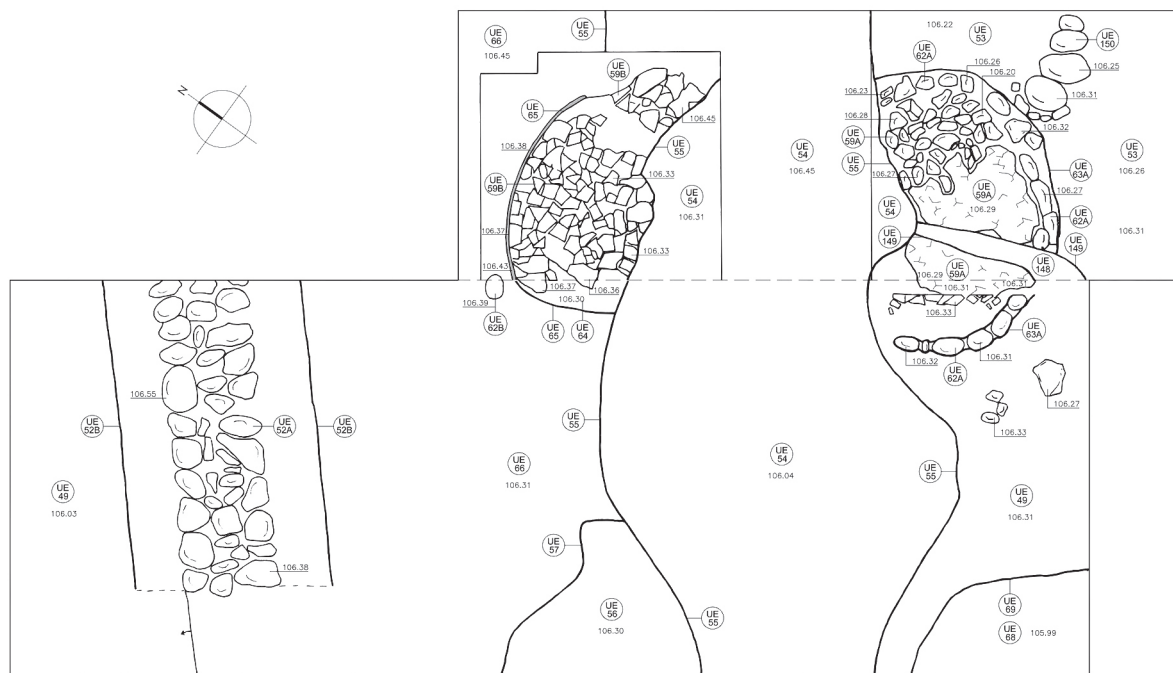 UE
66
106.45
UE
55
106.22
UE
53
UE
150
UE
62A
106.26
106.20
106.25
N
UE
59B
106.23
106.31
UE
65
106.45
106.28
106.32
106.38
UE
55
UE
54
106.45
UE
59A
UE
53
106.26
UE
55
106.33
106.27
UE
63A
UE
59B
UE
59A
106.27
UE
54
106.31
106.29
UE
54
UE
62A
106.31
106.37
UE
149
UE
149
106.33
UE
148
106.43
UE
59A
106.29
106.31
106.31
106.37
106.36
106.39
106.30
106.33
UE
62B
UE
65
UE
64
UE
63A
106.32
106.31
UE
62A
106.55
106.27
UE
52B
UE
52A
UE
52B
UE
55
106.33
UE
54
106.04
UE
66
106.31
UE
55
UE
49
106.03
UE
49
106.31
UE
57
106.38
UE
56
106.30
UE
55
UE
69
UE
68
105.99